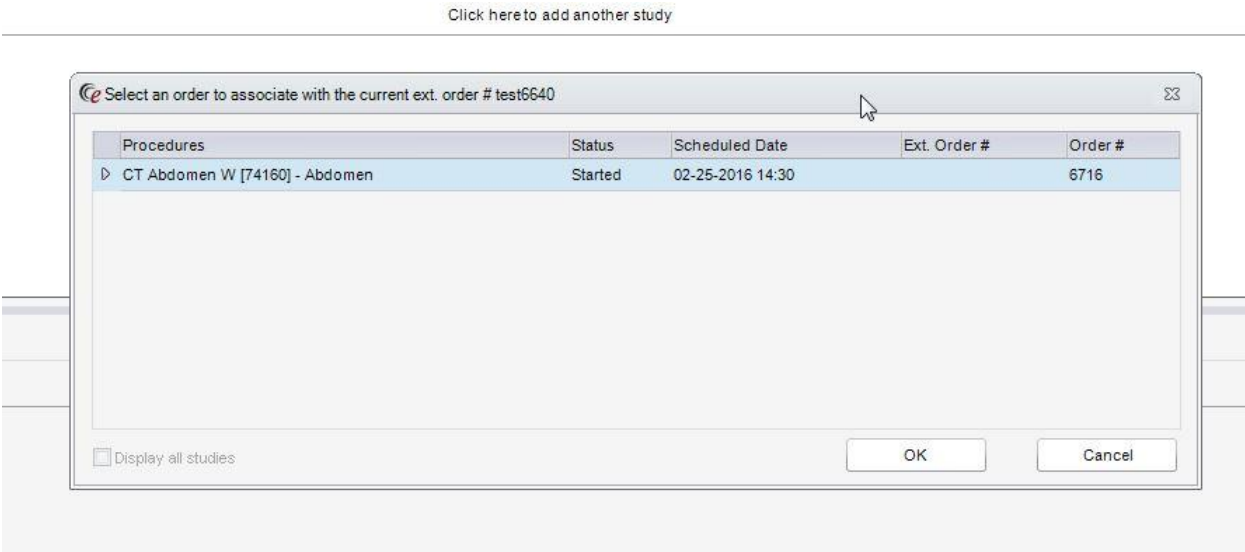 Click here to add another study
Select an order to associate with the current ext. order # test6640
Procedures Status Scheduled Date Ext. Order # Order #
CT Abdomen W [74160] - Abdomen Started 02-25-2016 14:30 6716
Display all studies OK Cancel